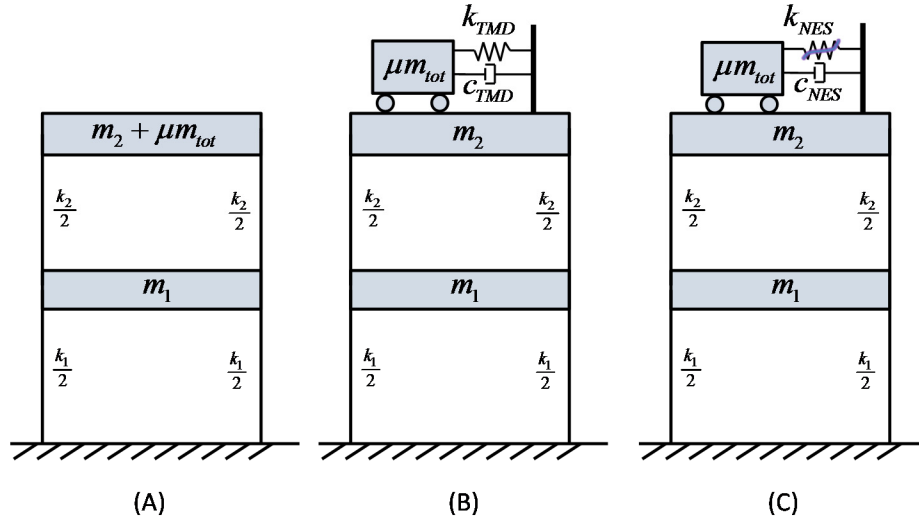 k_TMD
μm_tot
c_TMD
k_NES
μm_tot
c_NES
m_2 + μm_tot
m_2
m_2
k_2/2
k_2/2
k_2/2
k_2/2
k_2/2
k_2/2
m_1
m_1
m_1
k_1/2
k_1/2
k_1/2
k_1/2
k_1/2
k_1/2
(A)
(B)
(C)